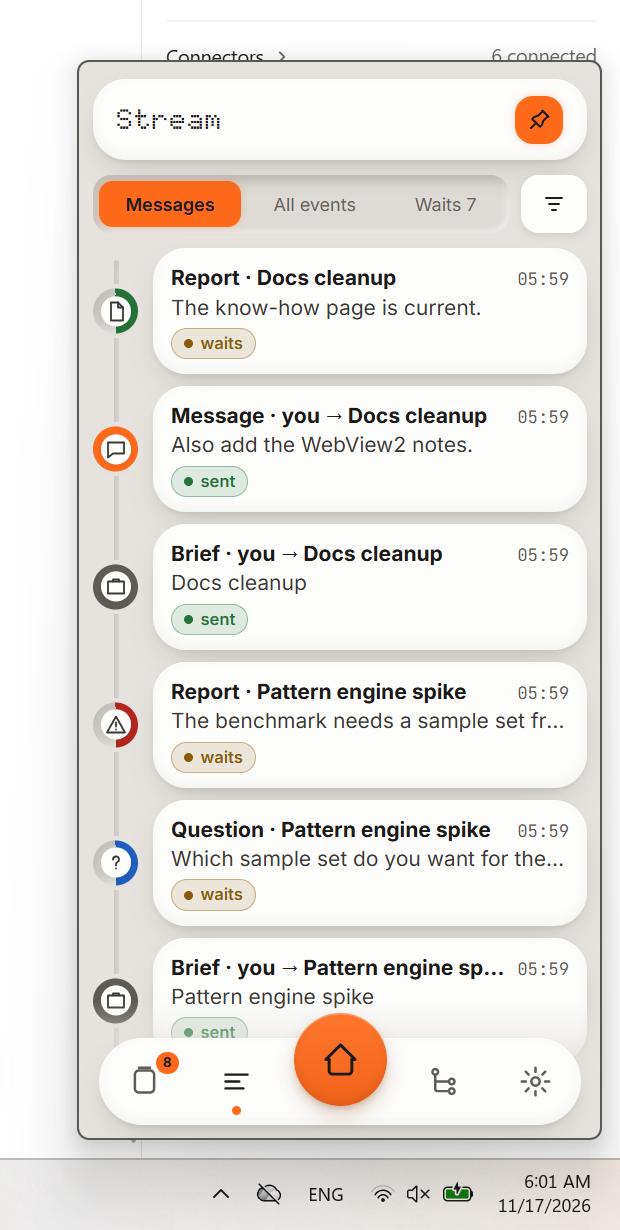 Connectors
6 connected
Stream
Messages All events Waits 7
Report · Docs cleanup 05:59
The know-how page is current.
waits
Message · you → Docs cleanup 05:59
Also add the WebView2 notes.
sent
Brief · you → Docs cleanup 05:59
Docs cleanup
sent
Report · Pattern engine spike 05:59
The benchmark needs a sample set fr...
waits
? Question · Pattern engine spike 05:59
Which sample set do you want for the...
waits
Brief · you → Pattern engine sp... 05:59
Pattern engine spike
sent
8
ENG
6:01 AM
11/17/2026